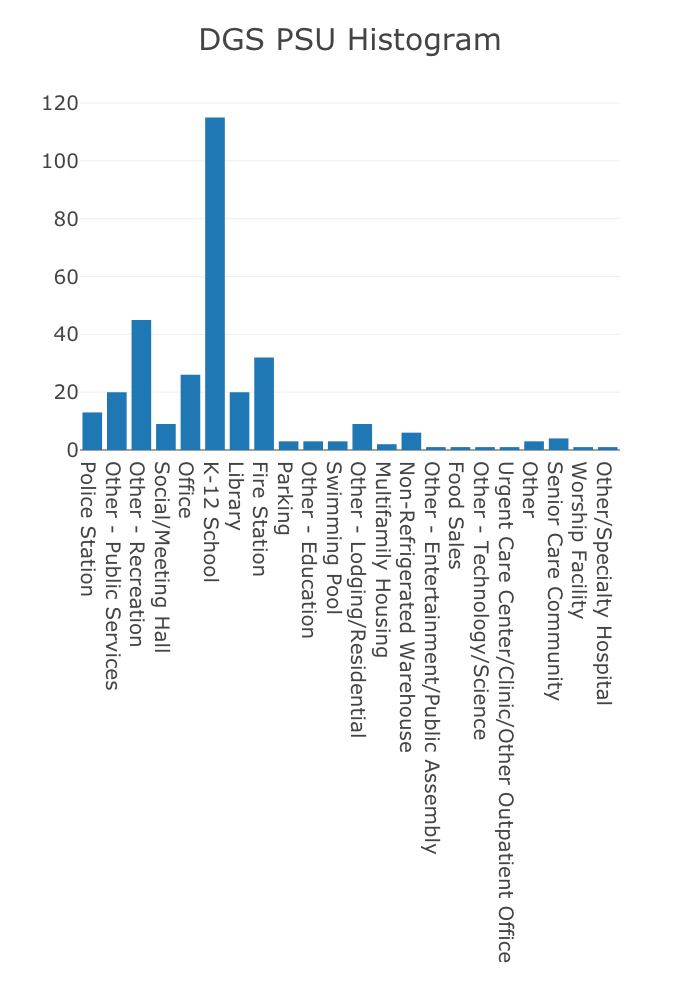 DGS PSU Histogram
120
100
80
60
40
20
0
Police Station
Other - Public Services
Other - Recreation
Social/Meeting Hall
Office
K-12 School
Library
Fire Station
Parking
Other - Education
Swimming Pool
Other - Lodging/Residential
Multifamily Housing
Non-Refrigerated Warehouse
Other - Entertainment/Public Assembly
Food Sales
Other - Technology/Science
Urgent Care Center/Clinic/Other Outpatient Office
Other
Senior Care Community
Worship Facility
Other/Specialty Hospital